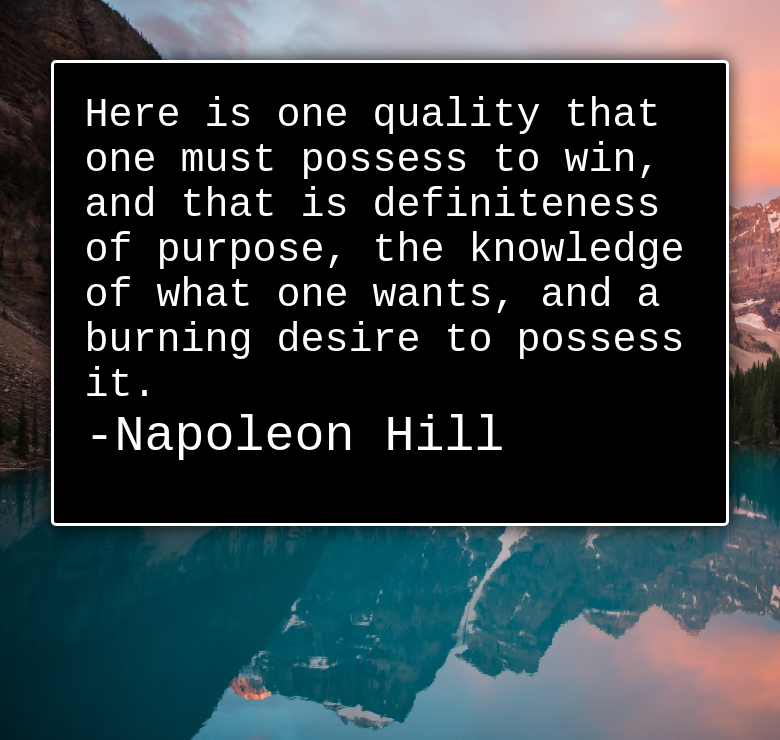 Here is one quality that
one must possess to win,
and that is definiteness
of purpose, the knowledge
of what one wants, and a
burning desire to possess
it.
-Napoleon Hill